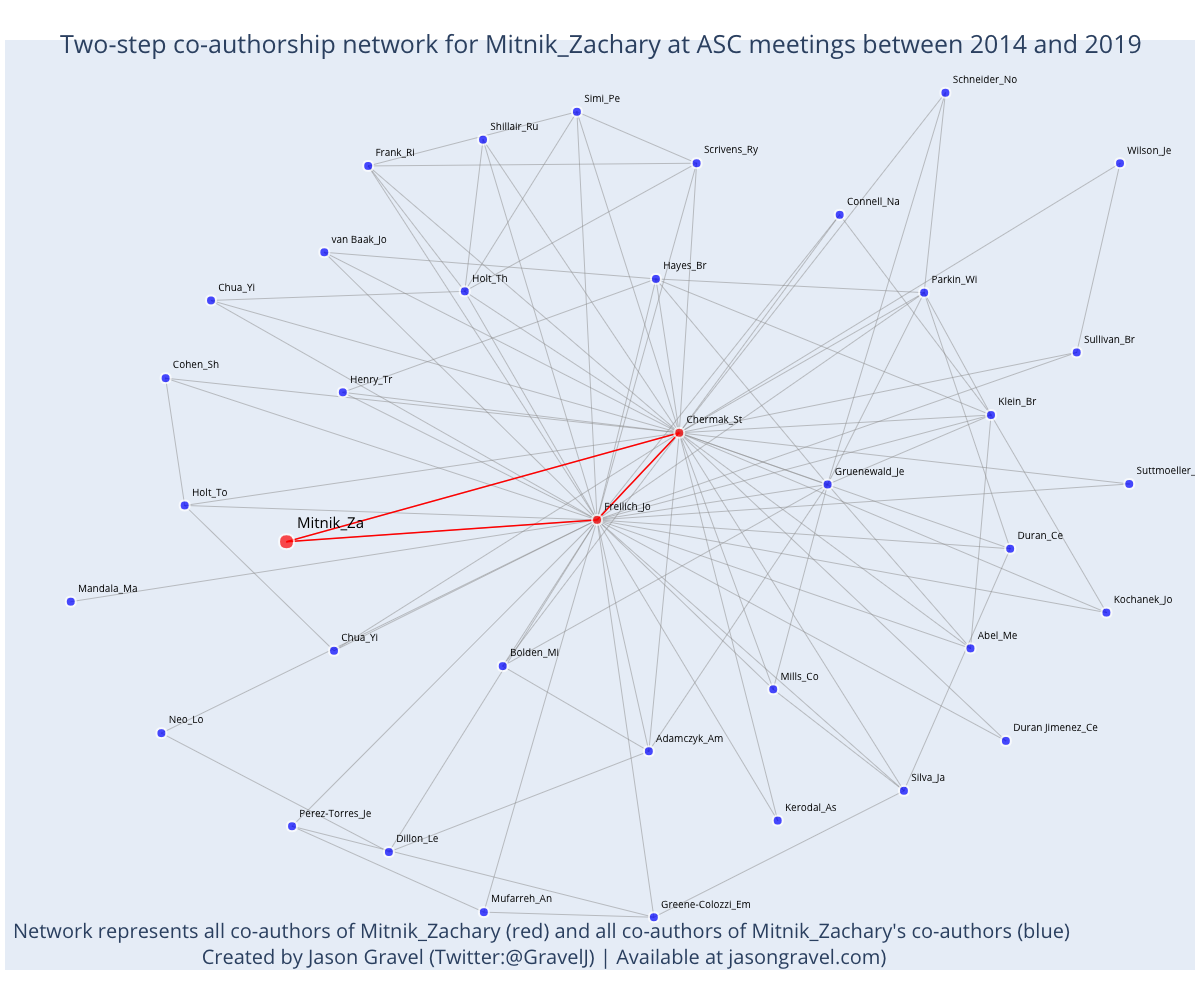 Two-step co-authorship network for Mitnik_Zachary at ASC meetings between 2014 and 2019
Schneider_No
Simi_Pe
Shillair_Ru
Frank_Ri
Scrivens_Ry
Wilson_Je
Connell_Na
van Baak_Jo
Hayes_Br
Holt_Th
Parkin_Wi
Chua_Yi
Sullivan_Br
Cohen_Sh
Henry_Tr
Klein_Br
Chermak_St
Gruenewald_Je
Suttmoeller_
Holt_To
Freilich_Jo
Mitnik_Za
Duran_Ce
Mandala_Ma
Kochanek_Jo
Chua_Yi
Abel_Me
Bolden_Mi
Mills_Co
Neo_Lo
Duran Jimenez_Ce
Adamczyk_Am
Silva_Ja
Perez-Torres_Je
Kerodal_As
Dillon_Le
Mufarreh_An
Greene-Colozzi_Em
Network represents all co-authors of Mitnik_Zachary (red) and all co-authors of Mitnik_Zachary's co-authors (blue)
Created by Jason Gravel (Twitter:@GravelJ) | Available at jasongravel.com)